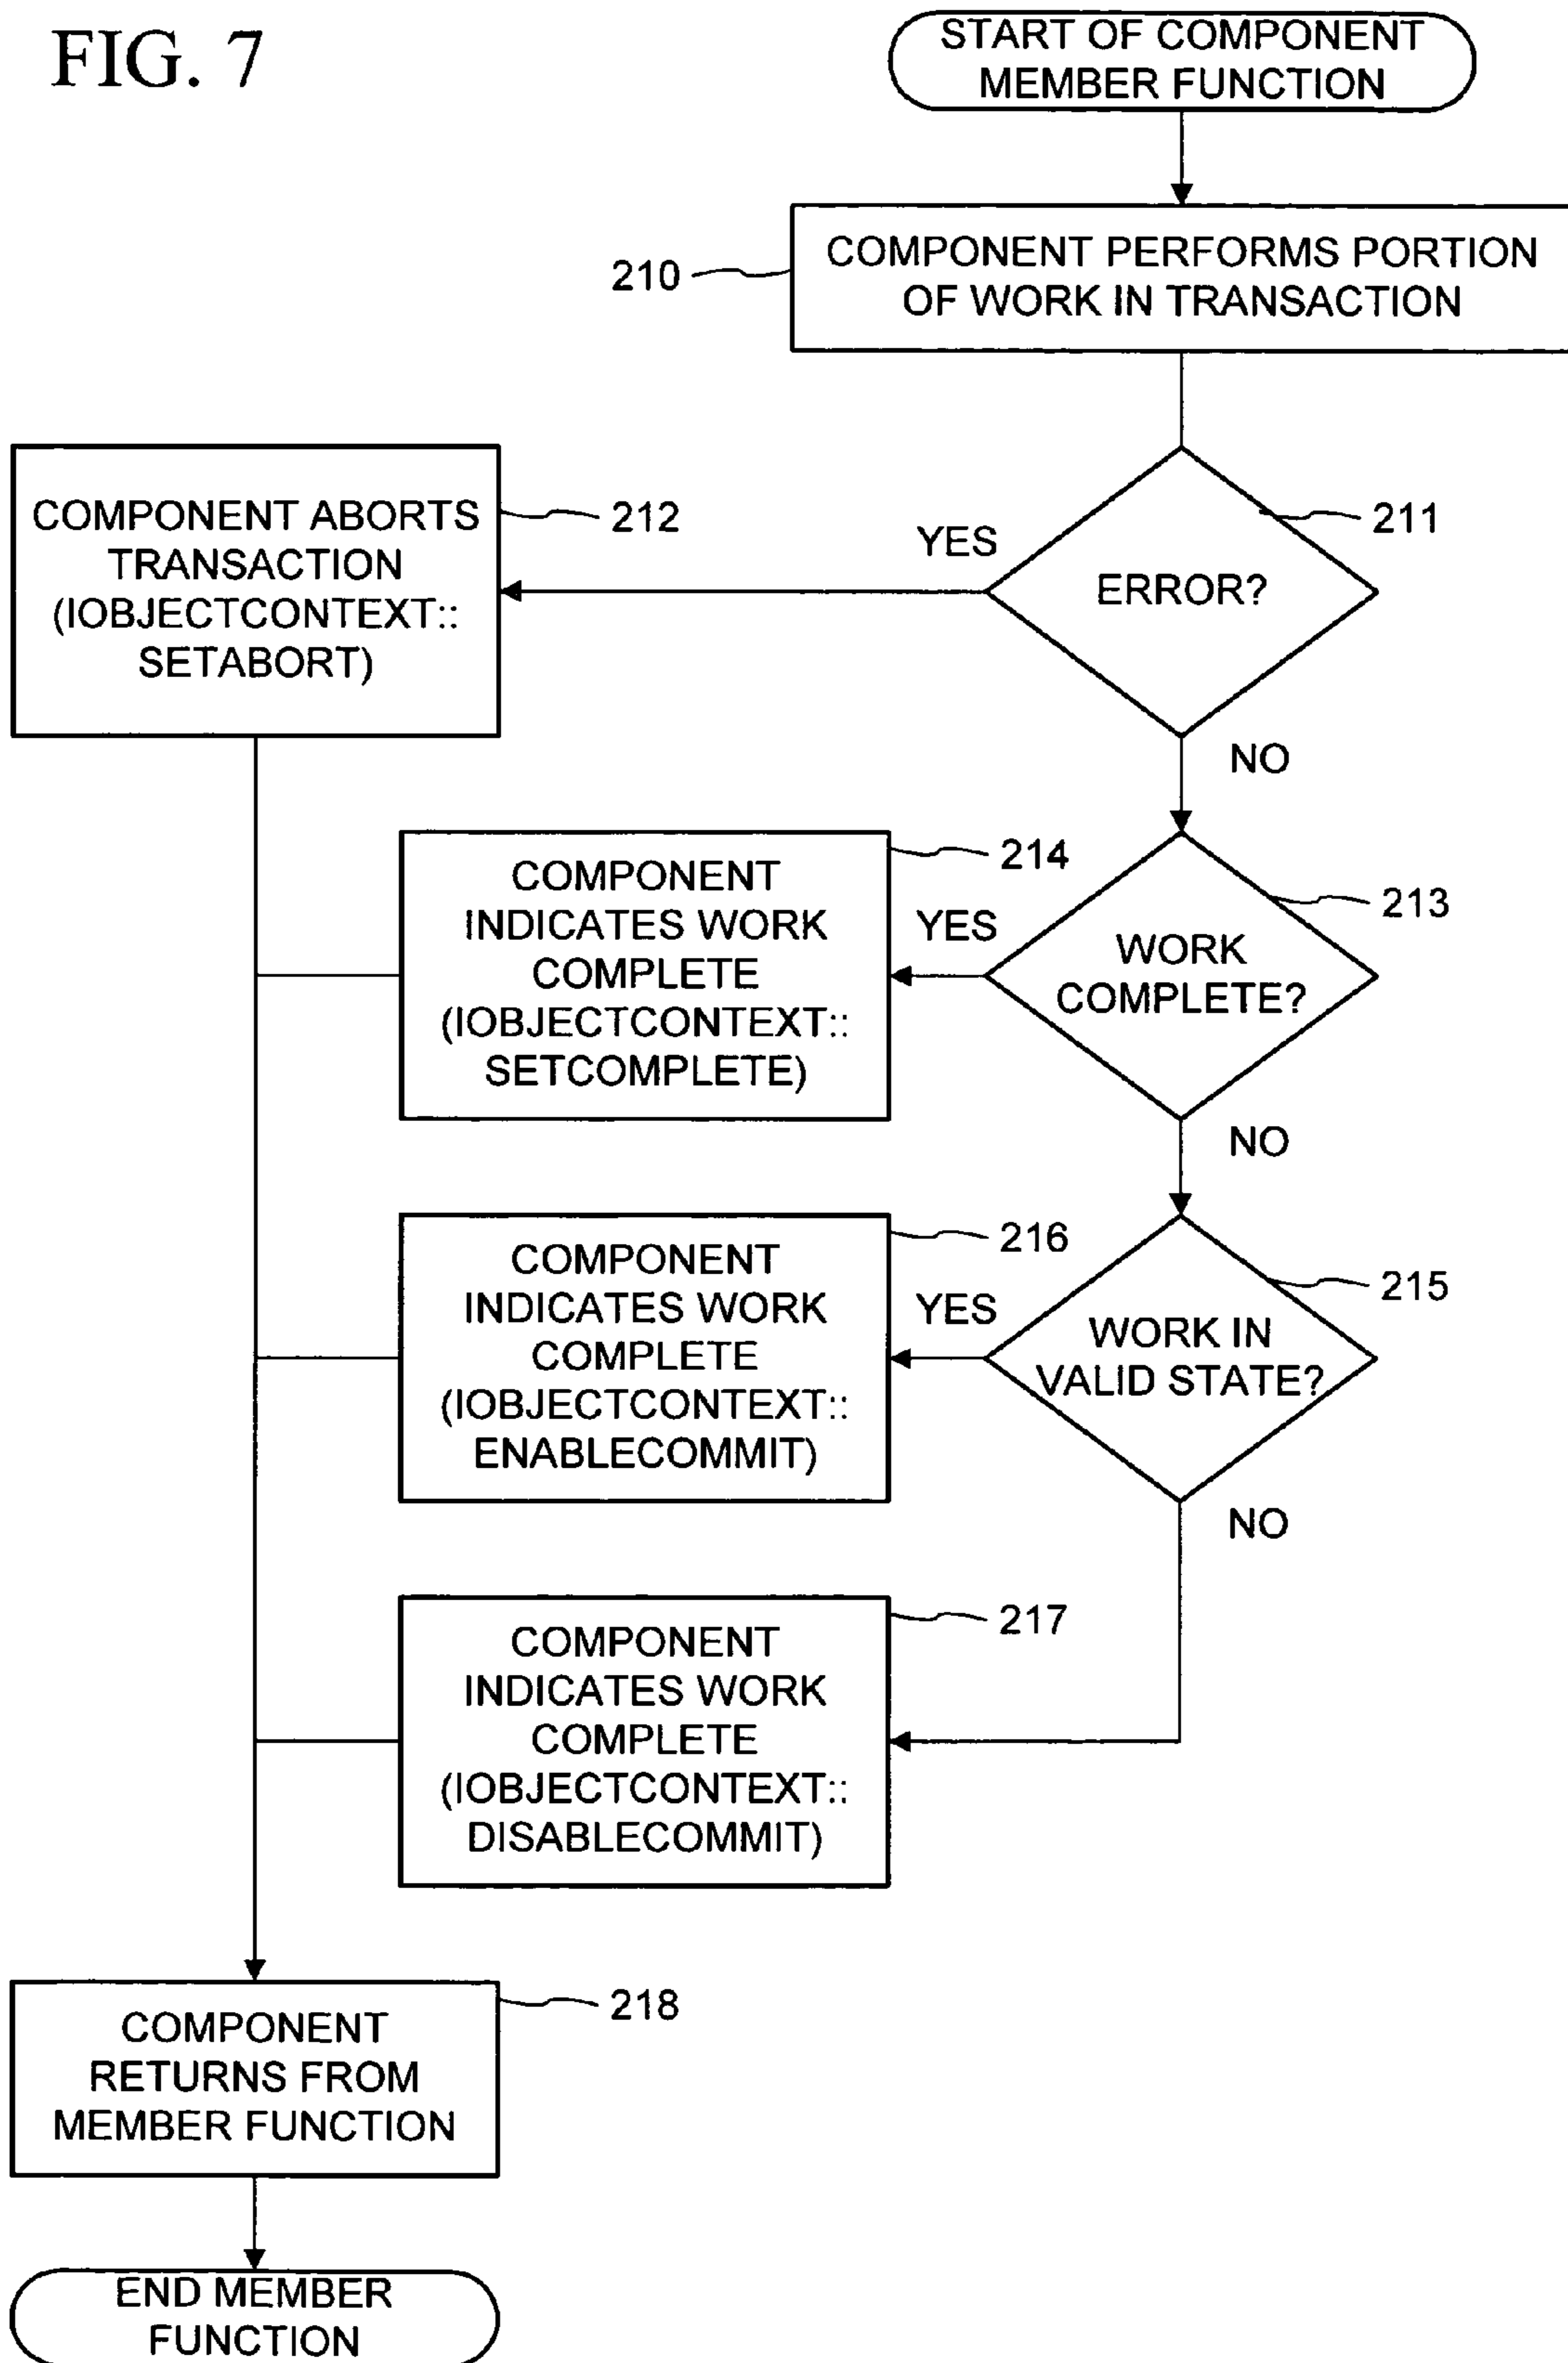 FIG. 7
START OF COMPONENT
MEMBER FUNCTION
210
COMPONENT PERFORMS PORTION
OF WORK IN TRANSACTION
COMPONENT ABORTS
TRANSACTION
(IOBJECTCONTEXT::
SETABORT)
212
YES
ERROR?
211
NO
COMPONENT
INDICATES WORK
COMPLETE
(IOBJECTCONTEXT::
SETCOMPLETE)
214
YES
WORK
COMPLETE?
213
NO
COMPONENT
INDICATES WORK
COMPLETE
(IOBJECTCONTEXT::
ENABLECOMMIT)
216
YES
WORK IN
VALID STATE?
215
NO
COMPONENT
INDICATES WORK
COMPLETE
(IOBJECTCONTEXT::
DISABLECOMMIT)
217
COMPONENT
RETURNS FROM
MEMBER FUNCTION
218
END MEMBER
FUNCTION